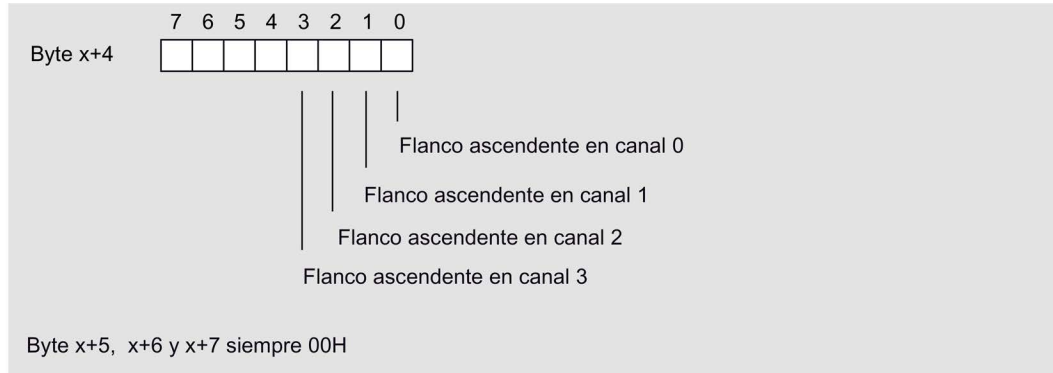 7 6 5 4 3 2 1 0
Byte x+4
Flanco ascendente en canal 0
Flanco ascendente en canal 1
Flanco ascendente en canal 2
Flanco ascendente en canal 3
Byte x+5, x+6 y x+7 siempre 00H